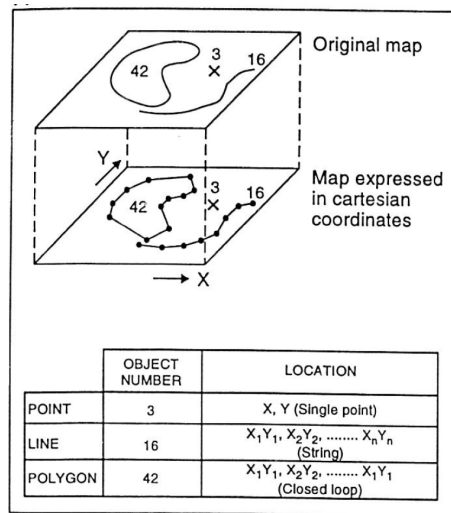 Original map
42
3
16
Y
Map expressed
in cartesian
coordinates
42
3
16
X
OBJECT NUMBER LOCATION
POINT 3 X, Y (Single point)
LINE 16 X₁Y₁, X₂Y₂, ........ XₙYₙ
(String)
POLYGON 42 X₁Y₁, X₂Y₂, ........ X₁Y₁
(Closed loop)